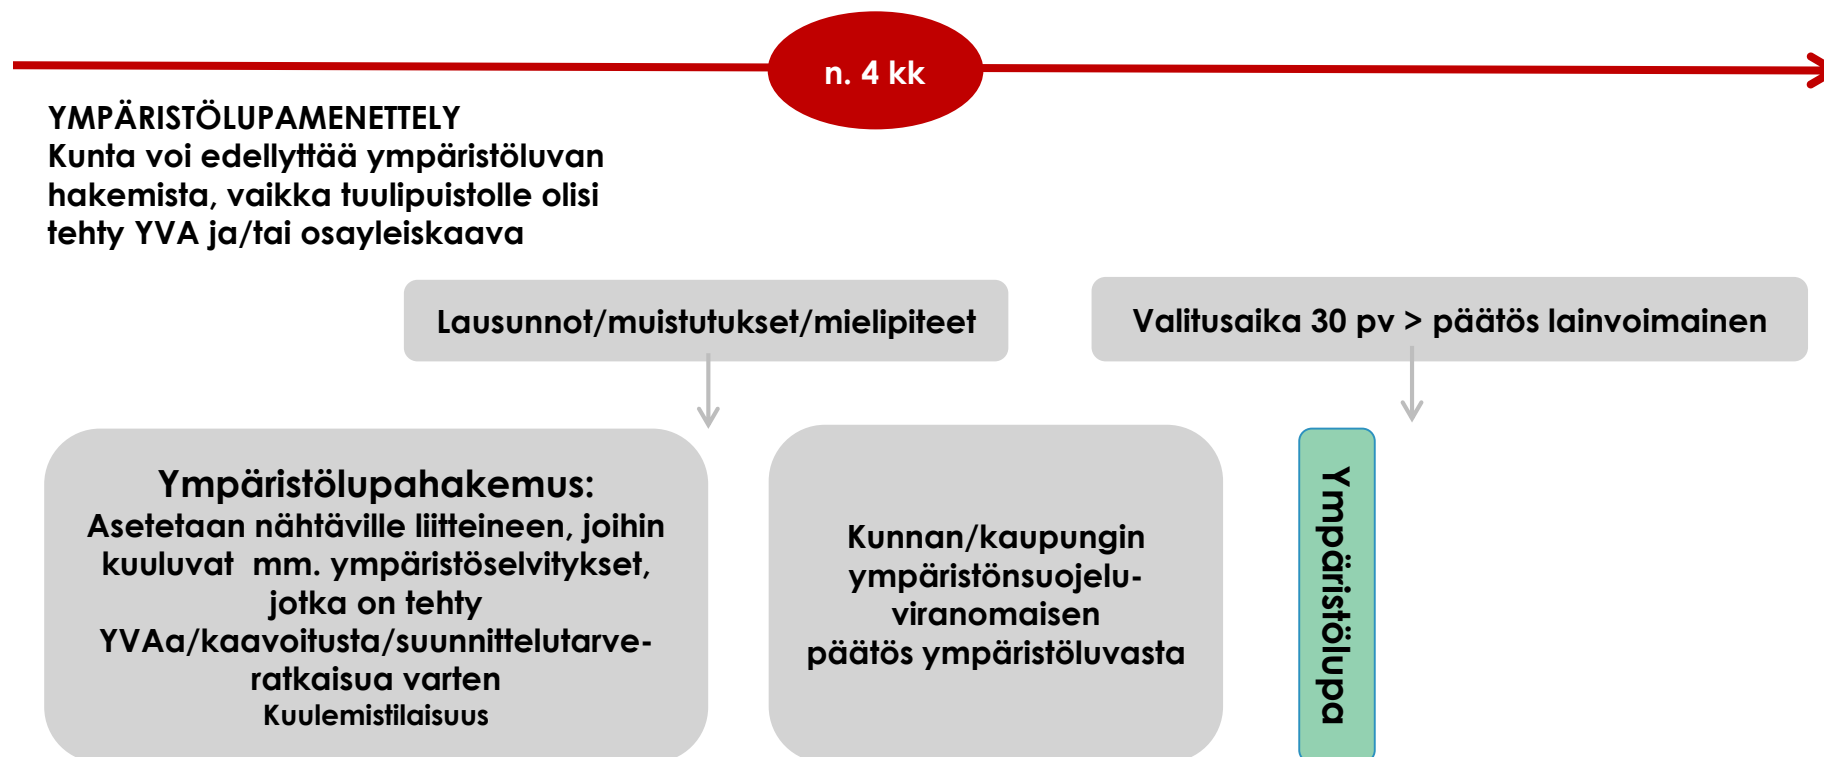 n. 4 kk
YMPÄRISTÖLUPAMENETTELY
Kunta voi edellyttää ympäristöluvan
hakemista, vaikka tuulipuistolle olisi
tehty YVA ja/tai osayleiskaava
Lausunnot/muistutukset/mielipiteet
Valitusaika 30 pv > päätös lainvoimainen
Ympäristölupahakemus:
Asetetaan nähtäville liitteineen, joihin
kuuluvat mm. ympäristöselvitykset,
jotka on tehty
YVAa/kaavoitusta/suunnittelutarve-
ratkaisua varten
Kuulemistilaisuus
Kunnan/kaupungin
ympäristönsuojelu-
viranomaisen
päätös ympäristöluvasta
Ympäristölupa